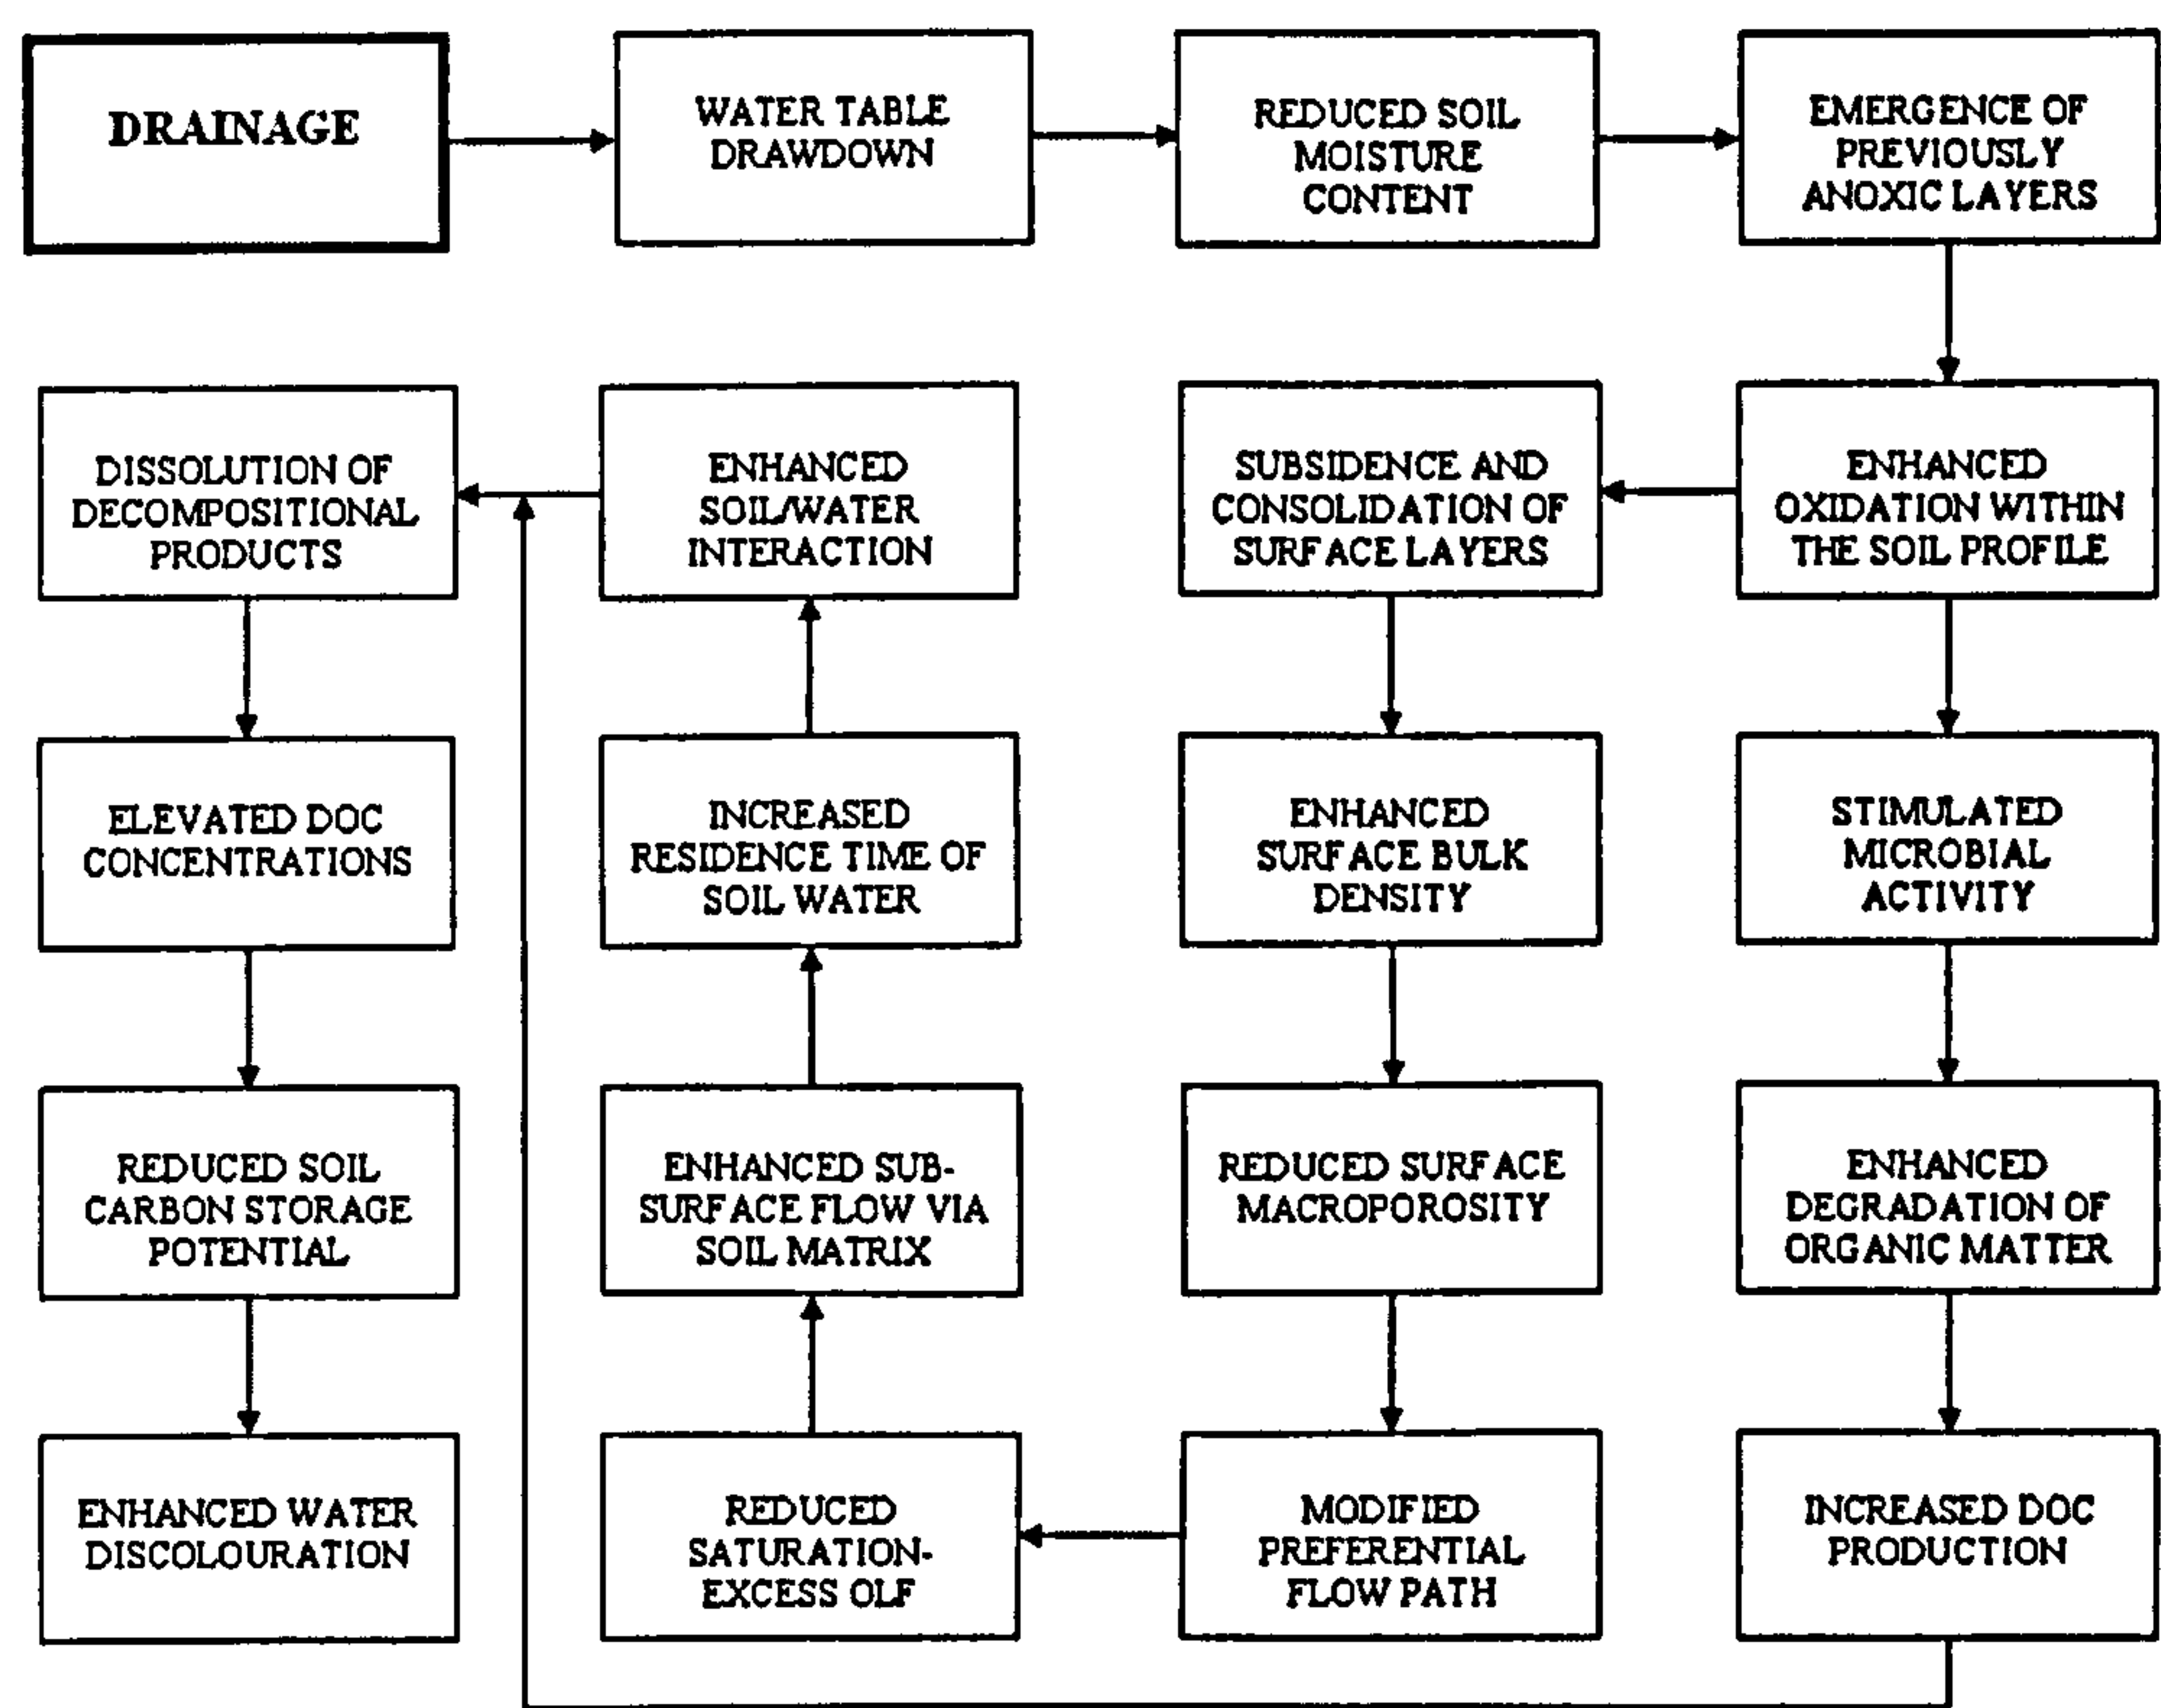 DRAINAGE
WATER TABLE
DRAWDOWN
REDUCED SOIL
MOISTURE
CONTENT
EMERGENCE OF
PREVIOUSLY
ANOXIC LAYERS
DISSOLUTION OF
DECOMPOSITIONAL
PRODUCTS
ENHANCED
SOIL/WATER
INTERACTION
SUBSIDENCE AND
CONSOLIDATION OF
SURFACE LAYERS
ENHANCED
OXIDATION WITHIN
THE SOIL PROFILE
ELEVATED DOC
CONCENTRATIONS
INCREASED
RESIDENCE TIME OF
SOIL WATER
ENHANCED
SURFACE BULK
DENSITY
STIMULATED
MICROBIAL
ACTIVITY
REDUCED SOIL
CARBON STORAGE
POTENTIAL
ENHANCED SUB-
SURFACE FLOW VIA
SOIL MATRIX
REDUCED SURFACE
MACROPOROSITY
ENHANCED
DEGRADATION OF
ORGANIC MATTER
ENHANCED WATER
DISCOLOURATION
REDUCED
SATURATION-
EXCESS OLF
MODIFIED
PREFERENTIAL
FLOW PATH
INCREASED DOC
PRODUCTION